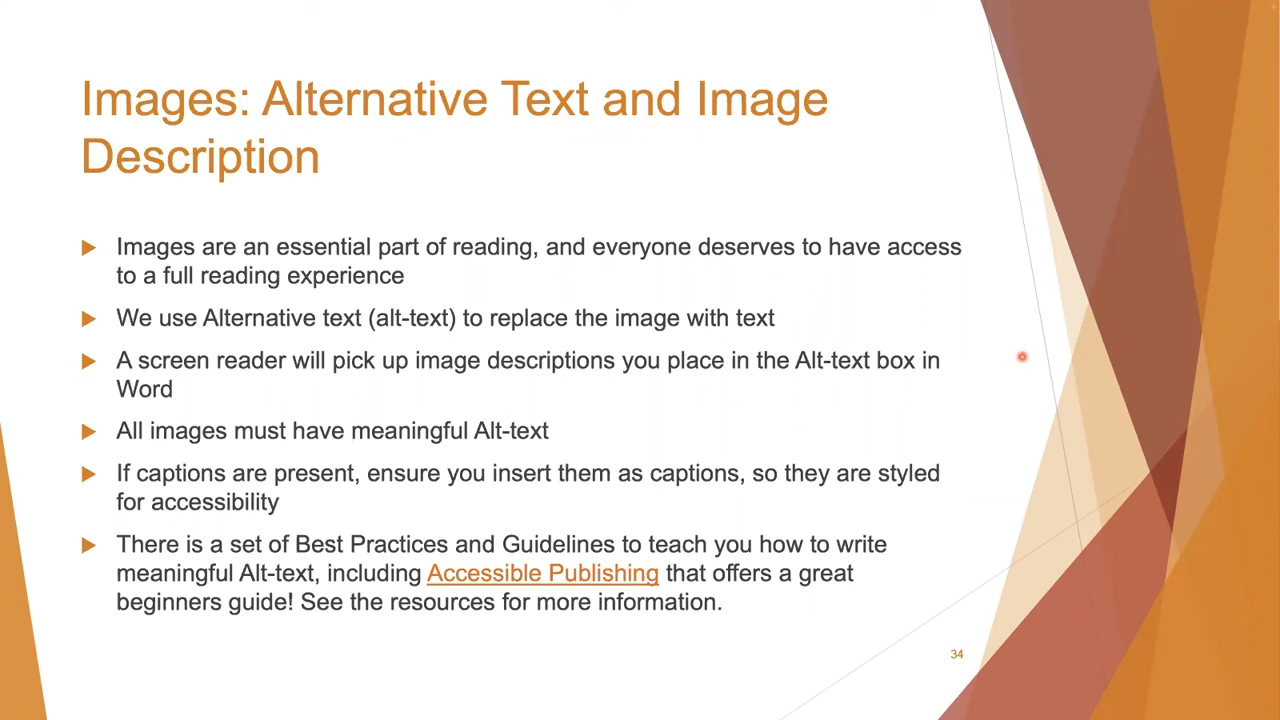 Images: Alternative Text and Image
Description
Images are an essential part of reading, and everyone deserves to have access
to a full reading experience
We use Alternative text (alt-text) to replace the image with text
A screen reader will pick up image descriptions you place in the Alt-text box in
Word
All images must have meaningful Alt-text
If captions are present, ensure you insert them as captions, so they are styled
for accessibility
There is a set of Best Practices and Guidelines to teach you how to write
meaningful Alt-text, including Accessible Publishing that offers a great
beginners guide! See the resources for more information.
34